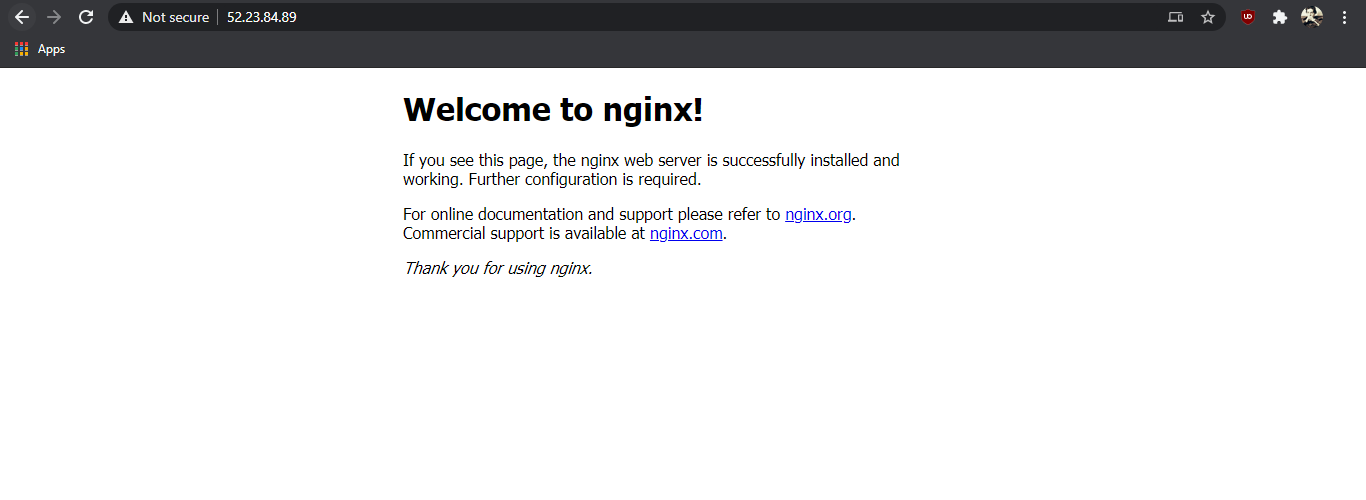 Not secure 52.23.84.89
Apps
Welcome to nginx!
If you see this page, the nginx web server is successfully installed and
working. Further configuration is required.
For online documentation and support please refer to nginx.org.
Commercial support is available at nginx.com.
Thank you for using nginx.